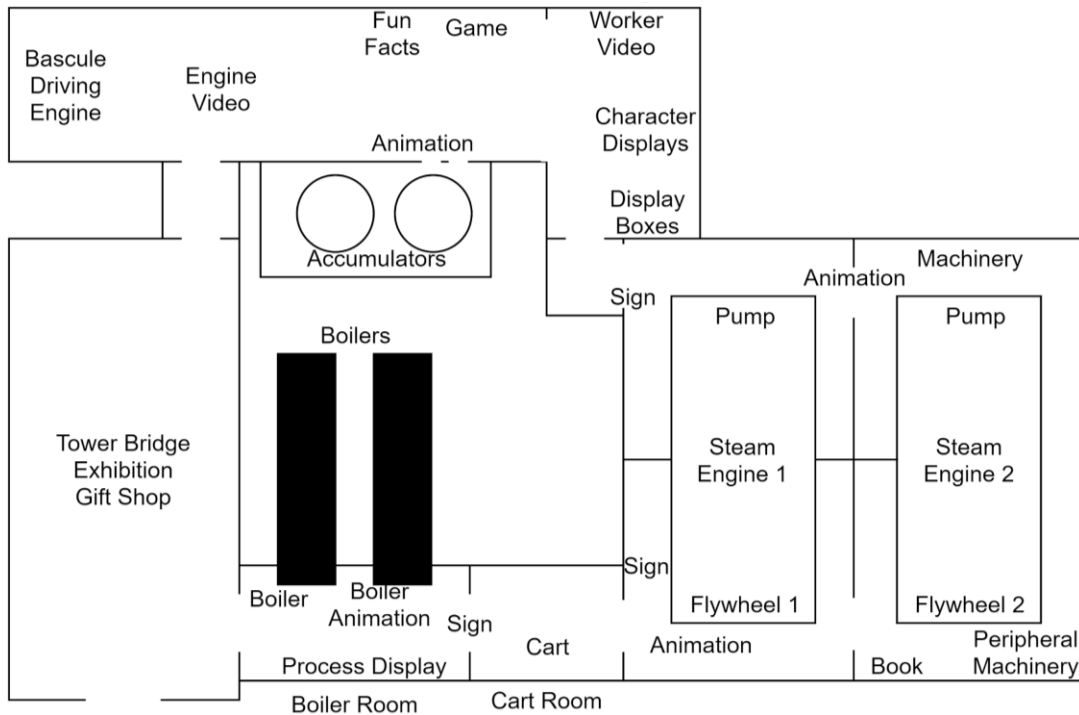 Fun
Facts
Game
Worker
Video
Bascule
Driving
Engine
Engine
Video
Character
Displays
Animation
Display
Boxes
Accumulators
Machinery
Animation
Sign
Pump
Pump
Boilers
Tower Bridge
Exhibition
Gift Shop
Steam
Engine 1
Steam
Engine 2
Sign
Boiler
Boiler
Animation
Flywheel 1
Flywheel 2
Sign
Cart
Animation
Peripheral
Machinery
Process Display
Book
Boiler Room
Cart Room